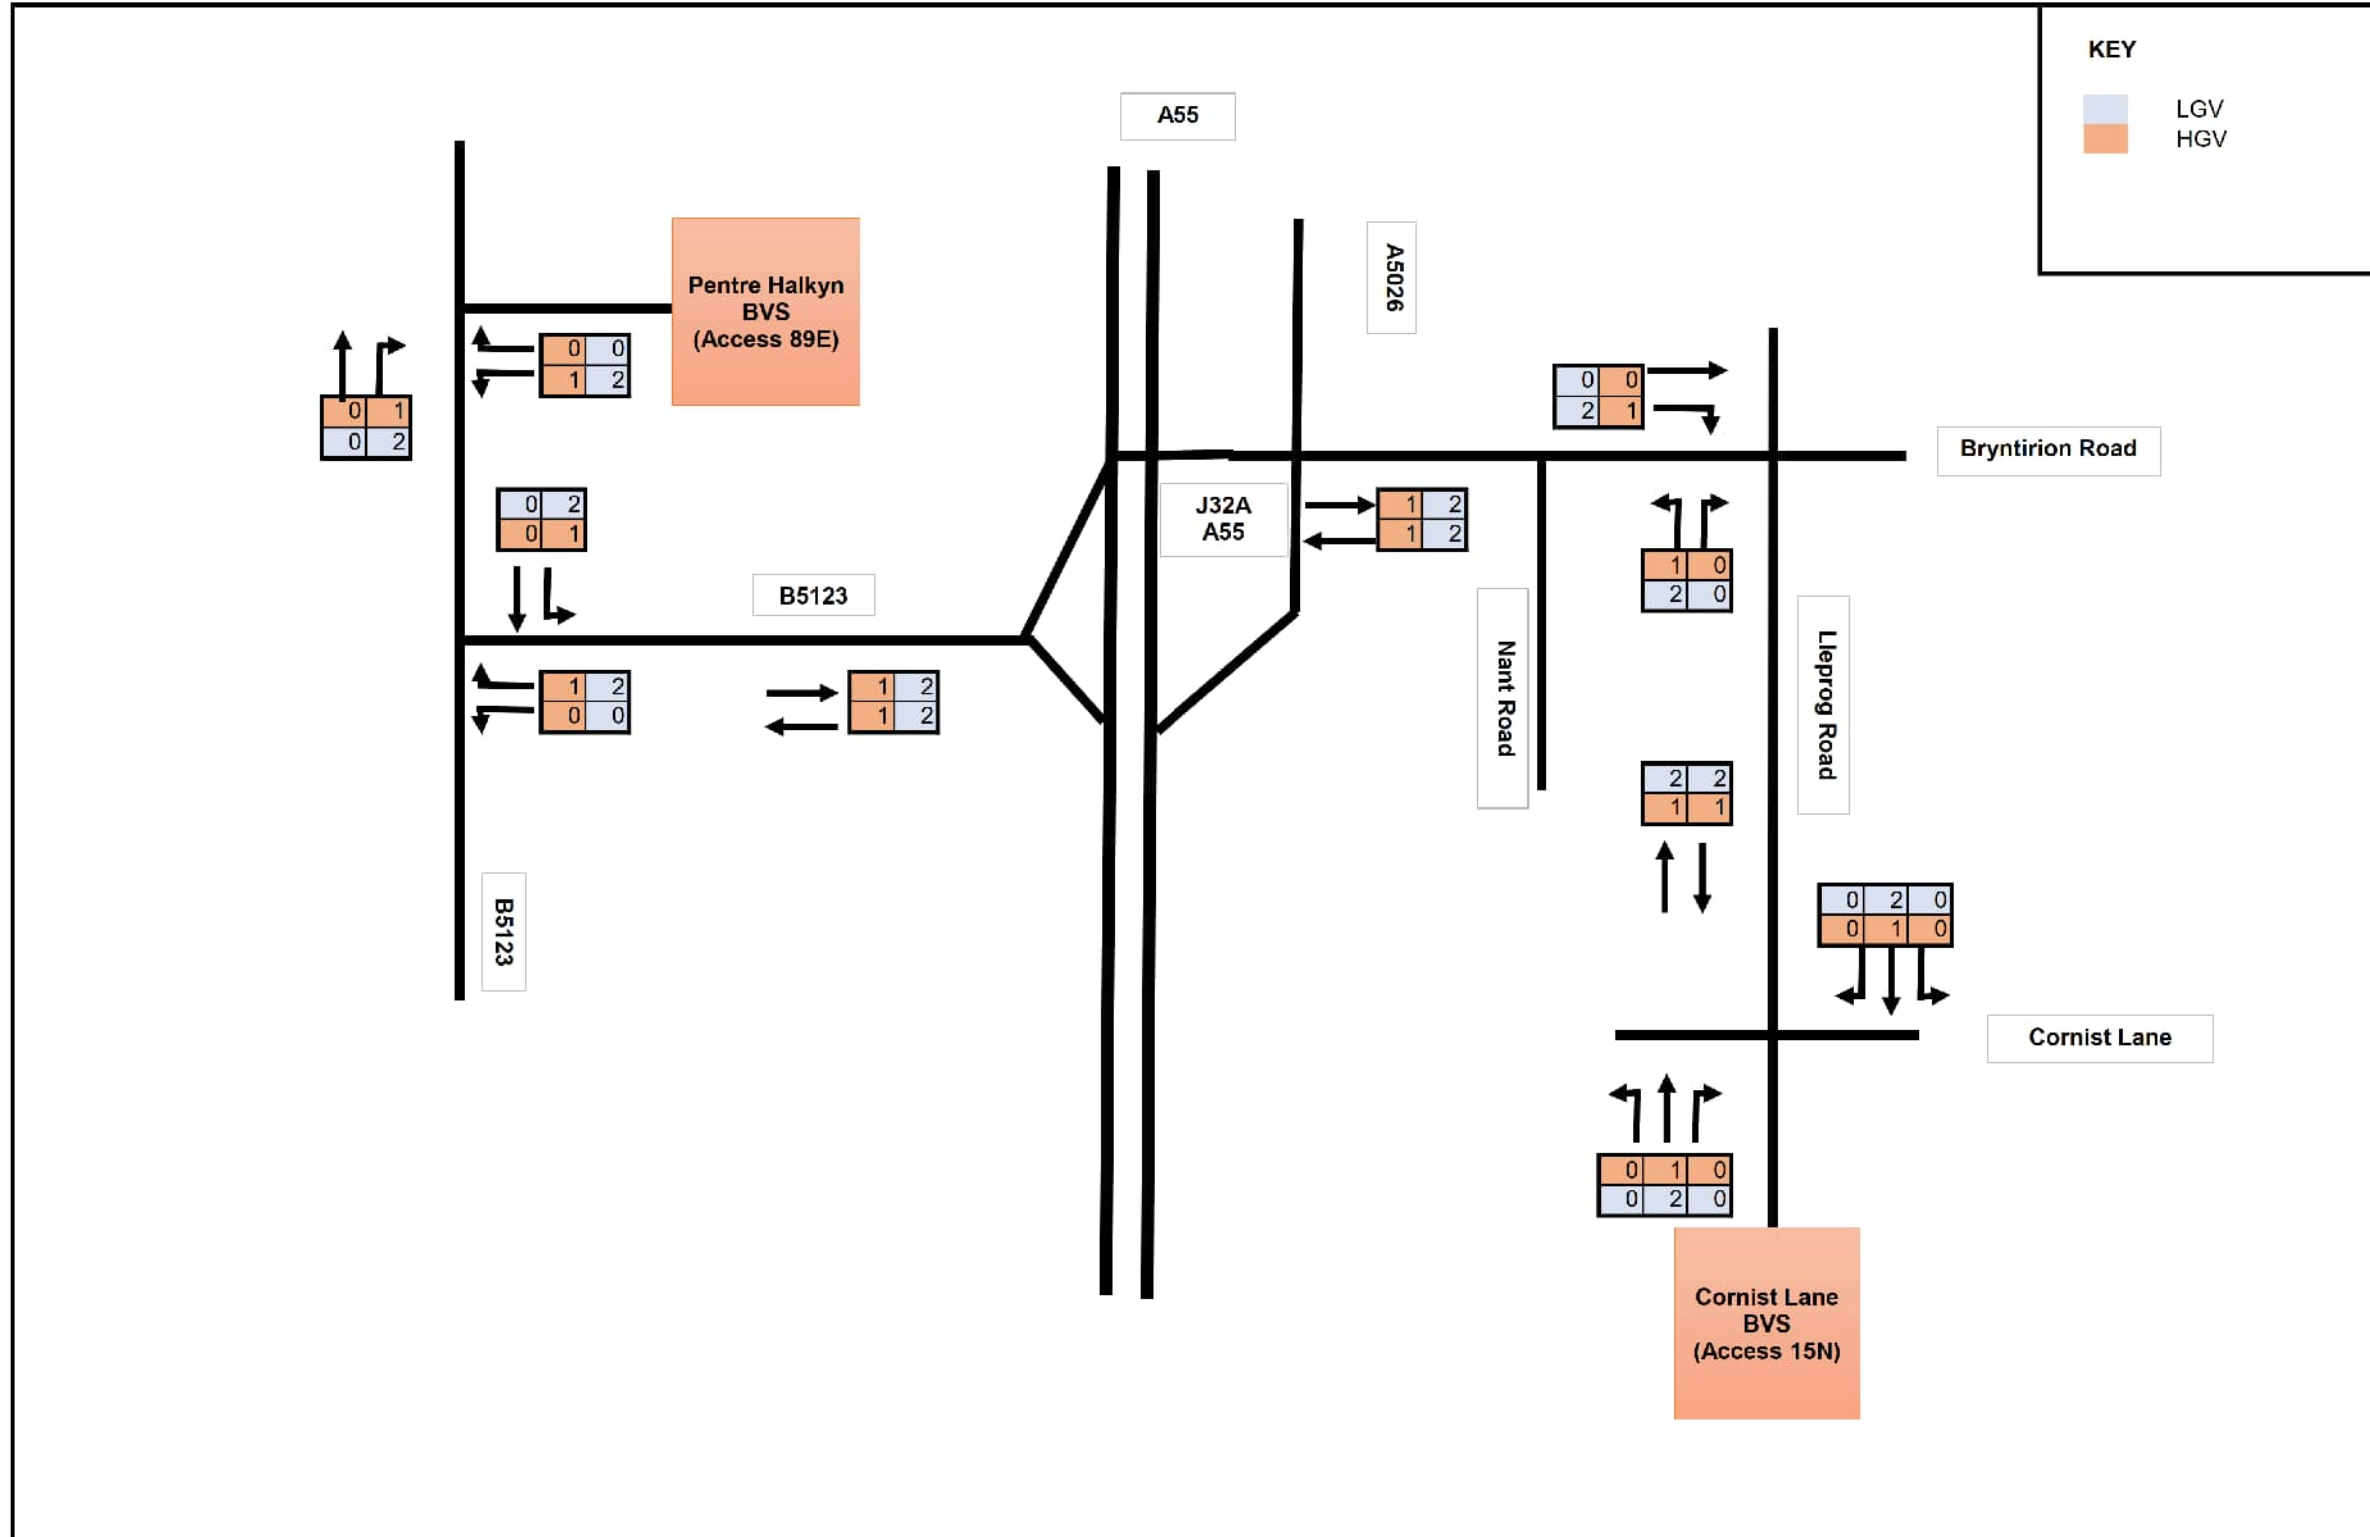 KEY
LGV
HGV
A55
A5026
Pentre Halkyn
BVS
(Access 89E)
0 0
1 2
0 1
0 2
0 0
2 1
Bryntirion Road
J32A
A55
1 2
1 2
0 2
0 1
1 0
2 0
B5123
Nant Road
Lleprog Road
1 2
0 0
1 2
1 2
2 2
1 1
B5123
0 2 0
0 1 0
Cornist Lane
0 1 0
0 2 0
Cornist Lane
BVS
(Access 15N)